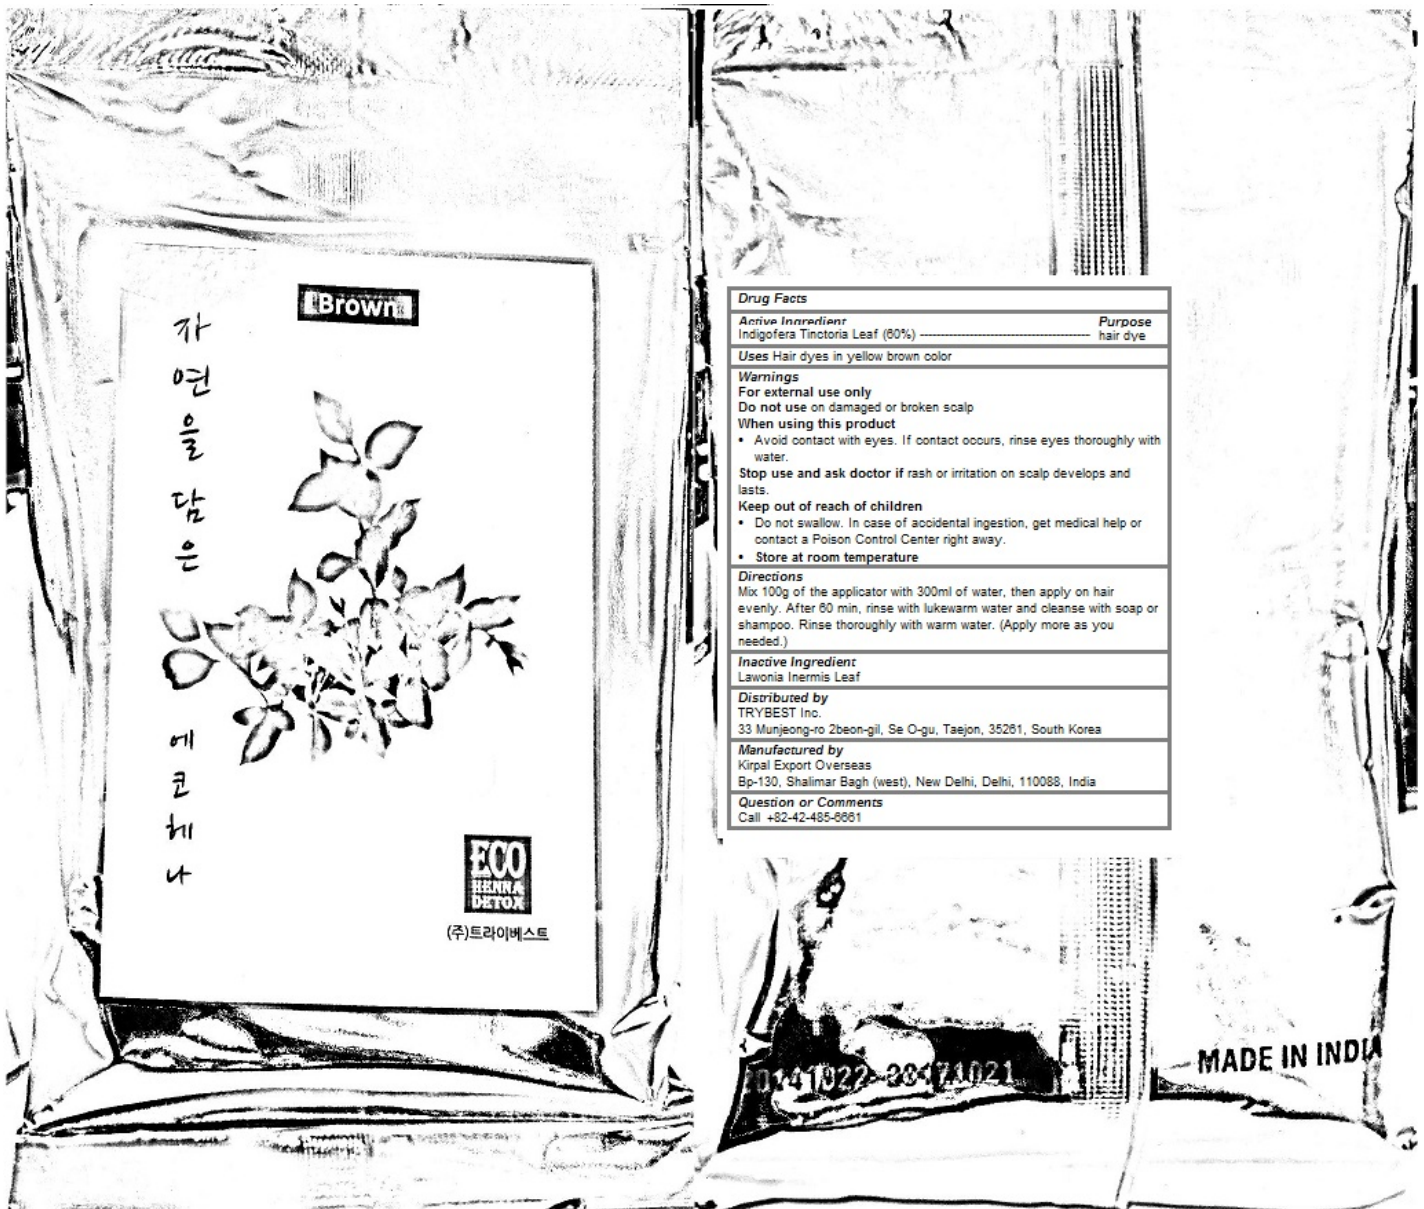 Brown
자연을 담은
에코헤나
ECO
HENNA
DETOX
(주)트라이베스트
Drug Facts
Active Ingredient Purpose
Indigofera Tinctoria Leaf (60%) ---------------------------------------- hair dye
Uses Hair dyes in yellow brown color
Warnings
For external use only
Do not use on damaged or broken scalp
When using this product
• Avoid contact with eyes. If contact occurs, rinse eyes thoroughly with
water.
Stop use and ask doctor if rash or irritation on scalp develops and
lasts.
Keep out of reach of children
• Do not swallow. In case of accidental ingestion, get medical help or
contact a Poison Control Center right away.
• Store at room temperature
Directions
Mix 100g of the applicator with 300ml of water, then apply on hair
evenly. After 60 min, rinse with lukewarm water and cleanse with soap or
shampoo. Rinse thoroughly with warm water. (Apply more as you
needed.)
Inactive Ingredient
Lawonia Inermis Leaf
Distributed by
TRYBEST Inc.
33 Munjeong-ro 2beon-gil, Se O-gu, Taejon, 35261, South Korea
Manufactured by
Kirpal Export Overseas
Bp-130, Shalimar Bagh (west), New Delhi, Delhi, 110088, India
Question or Comments
Call +82-42-485-6661
20141022-20171021
MADE IN INDIA